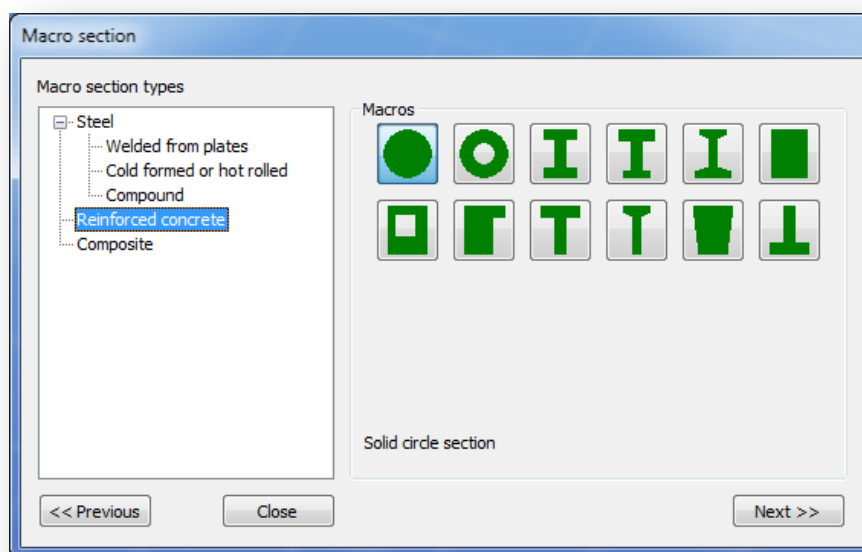 Macro section
Macro section types
Steel
Welded from plates
Cold formed or hot rolled
Compound
Reinforced concrete
Composite
Macros
Solid circle section
<< Previous
Close
Next >>